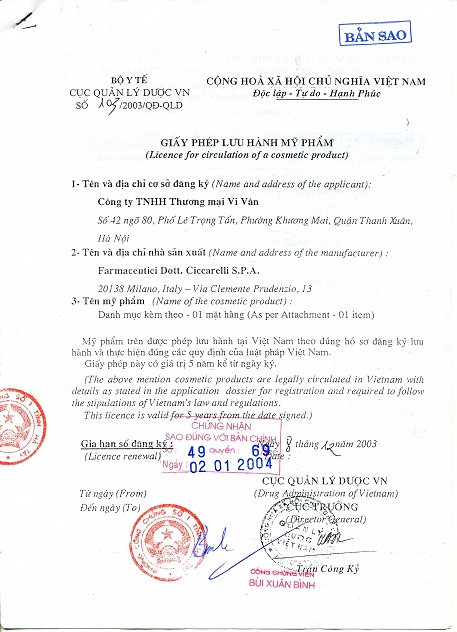 BẢN SAO
BỘ Y TẾ
CỤC QUẢN LÝ DƯỢC VN
SỐ 105/2003/QĐ-QLD
CỘNG HOÀ XÃ HỘI CHỦ NGHĨA VIỆT NAM
Độc lập - Tự do - Hạnh Phúc
GIẤY PHÉP LƯU HÀNH MỸ PHẨM
(Licence for circulation of a cosmetic product)
1- Tên và địa chỉ cơ sở đăng ký (Name and address of the applicant):
Công ty TNHH Thương mại Vi Vân
Số 42 ngõ 80, Phố Lê Trọng Tấn, Phường Khương Mai, Quận Thanh Xuân,
Hà Nội
2- Tên và địa chỉ nhà sản xuất (Name and address of the manufacturer) :
Farmaceutici Dott. Ciccarelli S.P.A.
20138 Milano, Italy – Via Clemente Prudenzio, 13
3- Tên mỹ phẩm (Name of the cosmetic product) :
Danh mục kèm theo - 01 mặt hàng (As per Attachment - 01 item)
Mỹ phẩm trên được phép lưu hành tại Việt Nam theo đúng hồ sơ đăng ký lưu
hành và thực hiện đúng các quy định của luật pháp Việt Nam.
Giấy phép này có giá trị 5 năm kể từ ngày ký.
(The above mention cosmetic products are legally circulated in Vietnam with
details as stated in the application dossier for registration and required to follow
the stipulations of Vietnam's law and regulations.
This licence is valid for 5 years from the date signed.)
CHỨNG NHẬN
SAO ĐÚNG VỚI BẢN CHÍNH
Số: 49 quyển: 69
Ngày: 02 01 2004
Gia hạn số đăng ký :
(Licence renewal)
Ngày 8 tháng 12 năm 2003
Date :
CỤC QUẢN LÝ DƯỢC VN
Từ ngày (From)
(Drug Administration of Vietnam)
Đến ngày (To)
CỤC TRƯỞNG
(Director General)
Trần Công Kỷ
CÔNG CHỨNG VIÊN
BÙI XUÂN BÌNH